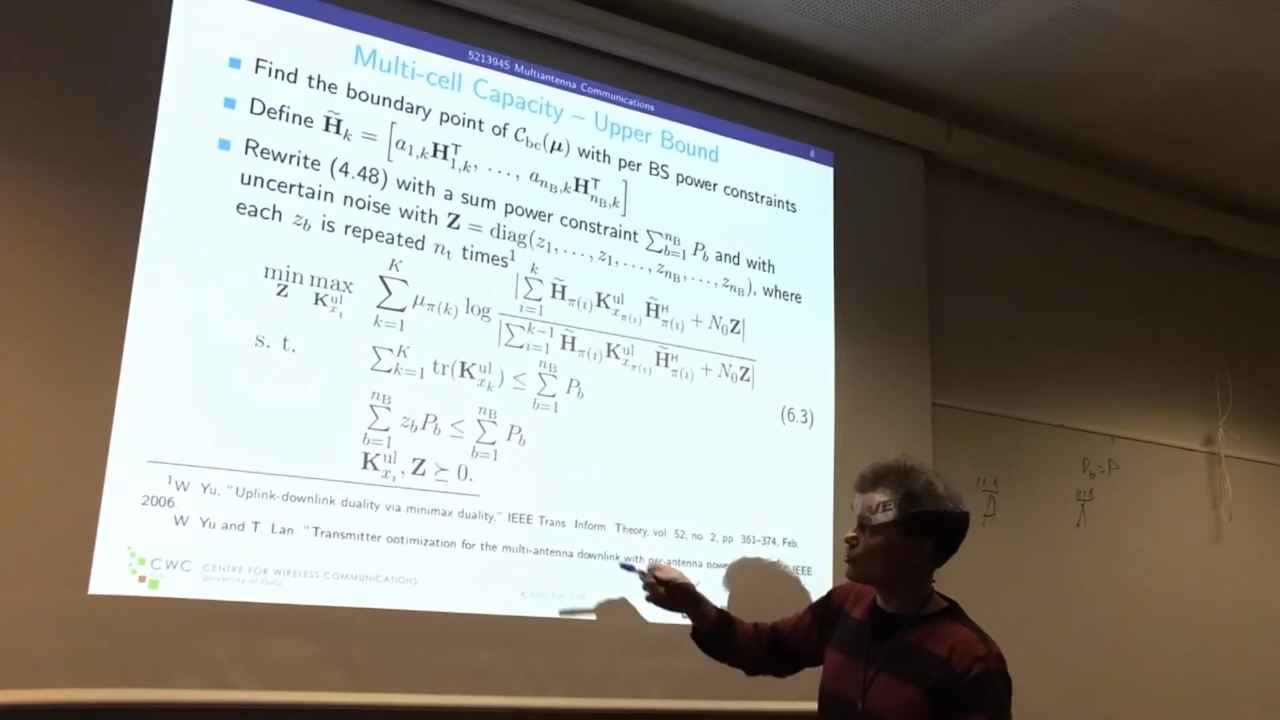 521394S Multiantenna Communications
8
Multi-cell Capacity – Upper Bound
Find the boundary point of 𝒞_bc(μ) with per BS power constraints
Define H̃_k = [a_{1,k}H^T_{1,k}, . . . , a_{n_B,k}H^T_{n_B,k}]
Rewrite (4.48) with a sum power constraint ∑_{b=1}^{n_B} P_b and with
uncertain noise with Z = diag(z_1, . . . , z_1, . . . , z_{n_B}, . . . , z_{n_B}), where
each z_b is repeated n_t times¹
min_Z max_{K^{ul}_{x_i}} ∑_{k=1}^{K} μ_{π(k)} log |∑_{i=1}^{k} H̃_{π(i)} K^{ul}_{x_{π(i)}} H̃^H_{π(i)} + N_0 Z| / |∑_{i=1}^{k−1} H̃_{π(i)} K^{ul}_{x_{π(i)}} H̃^H_{π(i)} + N_0 Z|
s. t. ∑_{k=1}^{K} tr(K^{ul}_{x_k}) ≤ ∑_{b=1}^{n_B} P_b
(6.3)
∑_{b=1}^{n_B} z_b P_b ≤ ∑_{b=1}^{n_B} P_b
K^{ul}_{x_i}, Z ⪰ 0.
¹W Yu, "Uplink-downlink duality via minimax duality," IEEE Trans Inform Theory, vol 52, no 2, pp 361–374, Feb.
2006.
W Yu and T. Lan. "Transmitter optimization for the multi-antenna downlink with per-antenna IEEE
CWC CENTRE FOR WIRELESS COMMUNICATIONS
University of Oulu
P_b = P